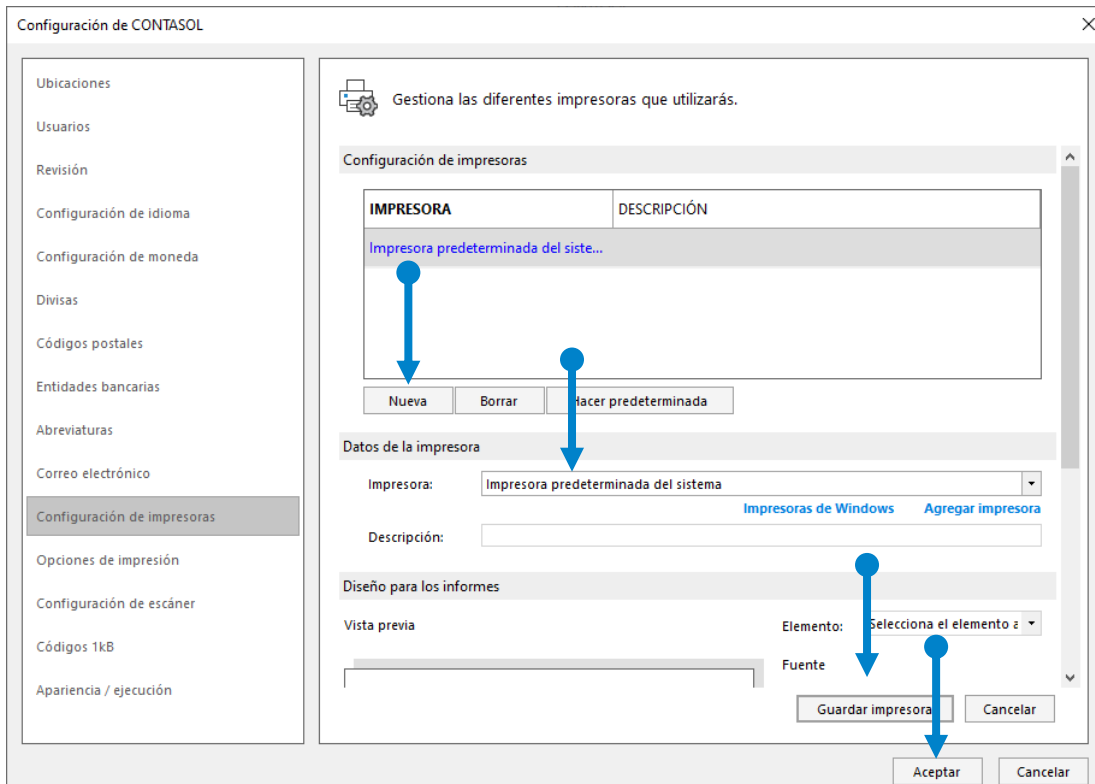 Configuración de CONTASOL
Ubicaciones
Usuarios
Revisión
Configuración de idioma
Configuración de moneda
Divisas
Códigos postales
Entidades bancarias
Abreviaturas
Correo electrónico
Configuración de impresoras
Opciones de impresión
Configuración de escáner
Códigos 1kB
Apariencia / ejecución
Gestiona las diferentes impresoras que utilizarás.
Configuración de impresoras
IMPRESORA DESCRIPCIÓN
Impresora predeterminada del siste...
Nueva Borrar Hacer predeterminada
Datos de la impresora
Impresora: Impresora predeterminada del sistema
Impresoras de Windows Agregar impresora
Descripción:
Diseño para los informes
Vista previa Elemento: Selecciona el elemento a
Fuente
Guardar impresora Cancelar
Aceptar Cancelar